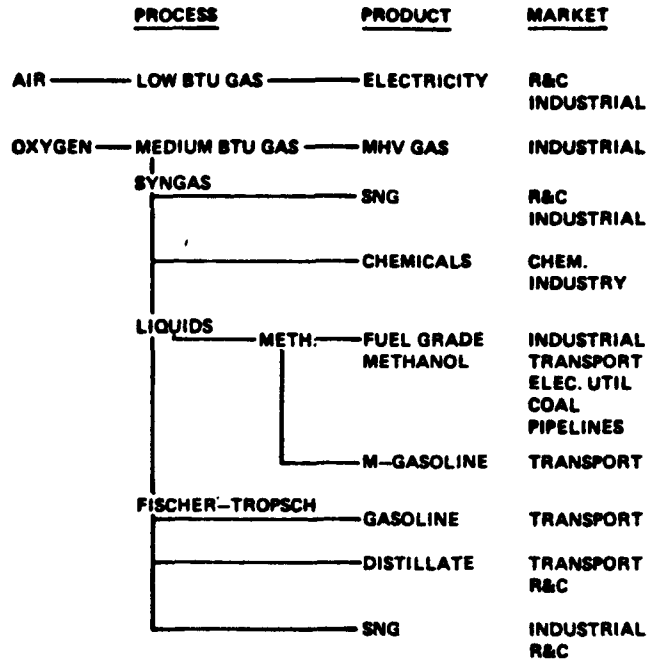 PROCESS PRODUCT MARKET
AIR LOW BTU GAS ELECTRICITY R&C
INDUSTRIAL
OXYGEN MEDIUM BTU GAS MHV GAS INDUSTRIAL
SYNGAS
SNG R&C
INDUSTRIAL
CHEMICALS CHEM.
INDUSTRY
LIQUIDS
METH. FUEL GRADE INDUSTRIAL
METHANOL TRANSPORT
ELEC. UTIL
COAL
PIPELINES
M-GASOLINE TRANSPORT
FISCHER-TROPSCH
GASOLINE TRANSPORT
DISTILLATE TRANSPORT
R&C
SNG INDUSTRIAL
R&C